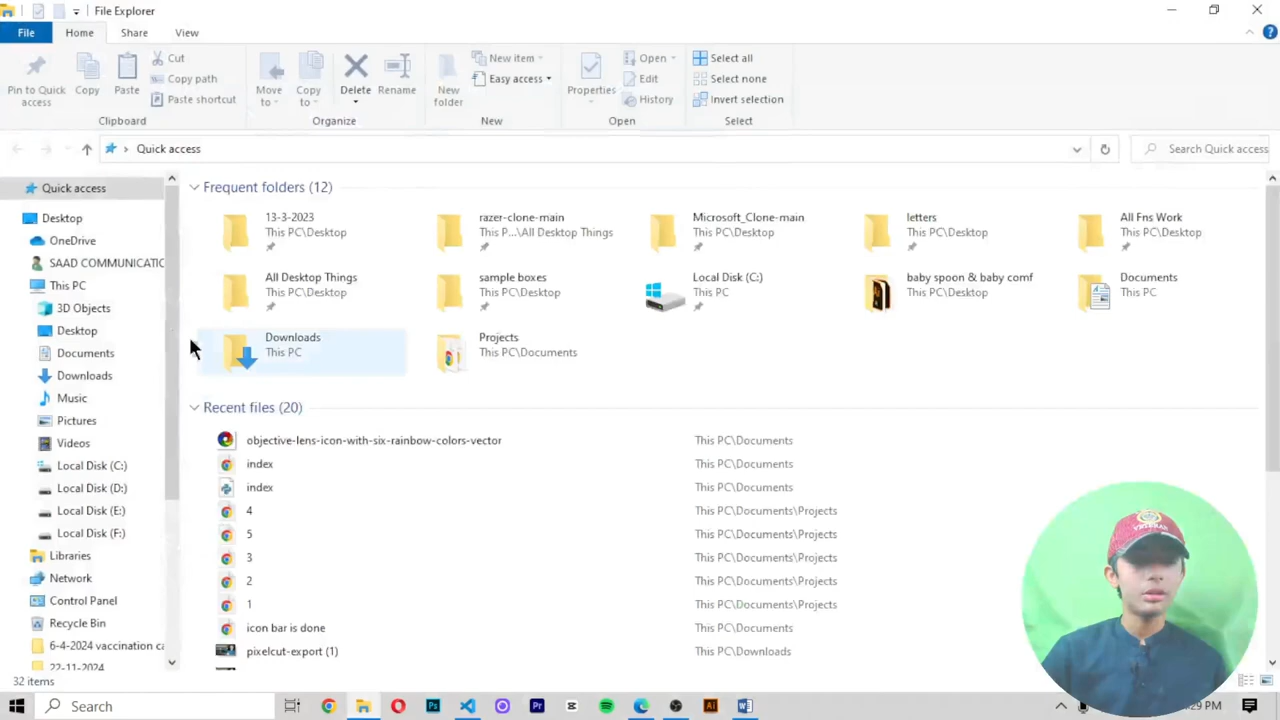 File Explorer
File Home Share View
Pin to Quick access
Copy
Paste
Cut
Copy path
Paste shortcut
Clipboard
Move to
Copy to
Delete
Rename
Organize
New folder
New item
Easy access
New
Properties
Open
Edit
History
Open
Select all
Select none
Invert selection
Select
Quick access
Search Quick access
Quick access
Desktop
OneDrive
SAAD COMMUNICATIC
This PC
3D Objects
Desktop
Documents
Downloads
Music
Pictures
Videos
Local Disk (C:)
Local Disk (D:)
Local Disk (E:)
Local Disk (F:)
Libraries
Network
Control Panel
Recycle Bin
6-4-2024 vaccination ca
22-11-2024
Frequent folders (12)
13-3-2023
This PC\Desktop
razer-clone-main
This P...\All Desktop Things
Microsoft_Clone-main
This PC\Desktop
letters
This PC\Desktop
All Fns Work
This PC\Desktop
All Desktop Things
This PC\Desktop
sample boxes
This PC\Desktop
Local Disk (C:)
This PC
baby spoon & baby comf
This PC\Desktop
Documents
This PC
Downloads
This PC
Projects
This PC\Documents
Recent files (20)
objective-lens-icon-with-six-rainbow-colors-vector This PC\Documents
index This PC\Documents
index This PC\Documents
4 This PC\Documents\Projects
5 This PC\Documents\Projects
3 This PC\Documents\Projects
2 This PC\Documents\Projects
1 This PC\Documents\Projects
icon bar is done This PC\Documents
pixelcut-export (1) This PC\Downloads
VETERAN
32 items
Search
:29 PM